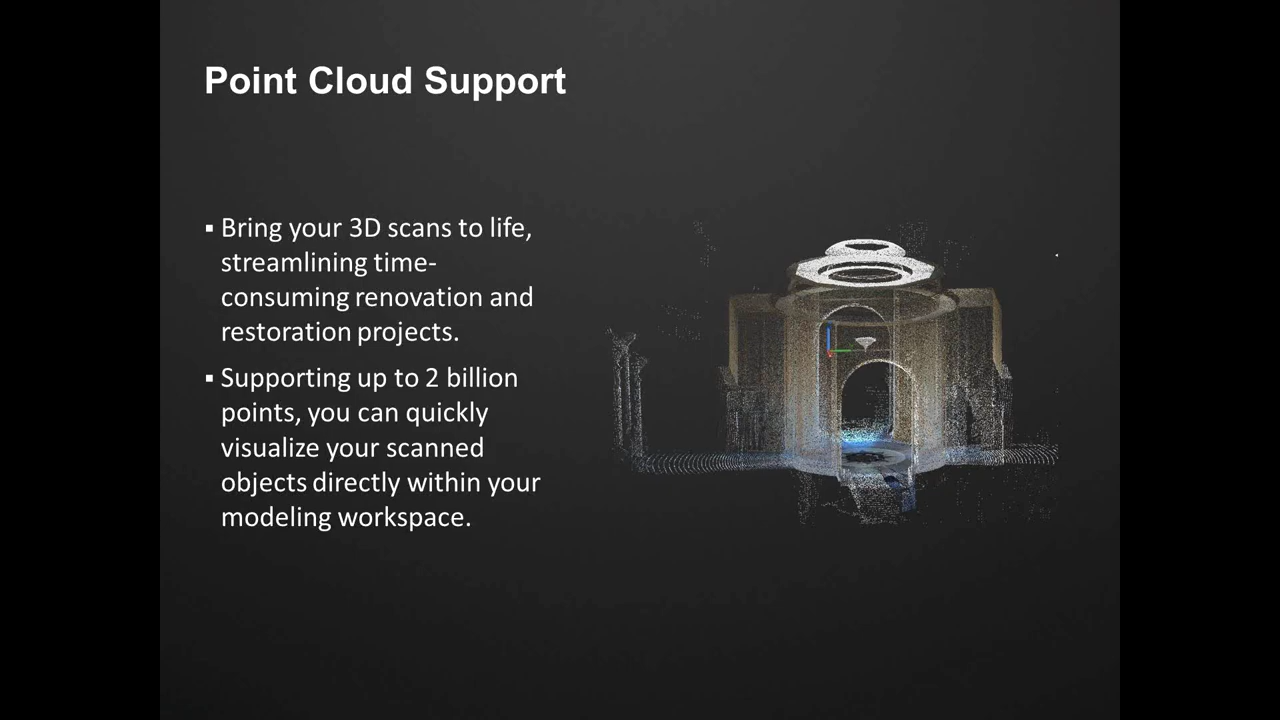 Point Cloud Support
▪ Bring your 3D scans to life,
streamlining time-
consuming renovation and
restoration projects.
▪ Supporting up to 2 billion
points, you can quickly
visualize your scanned
objects directly within your
modeling workspace.